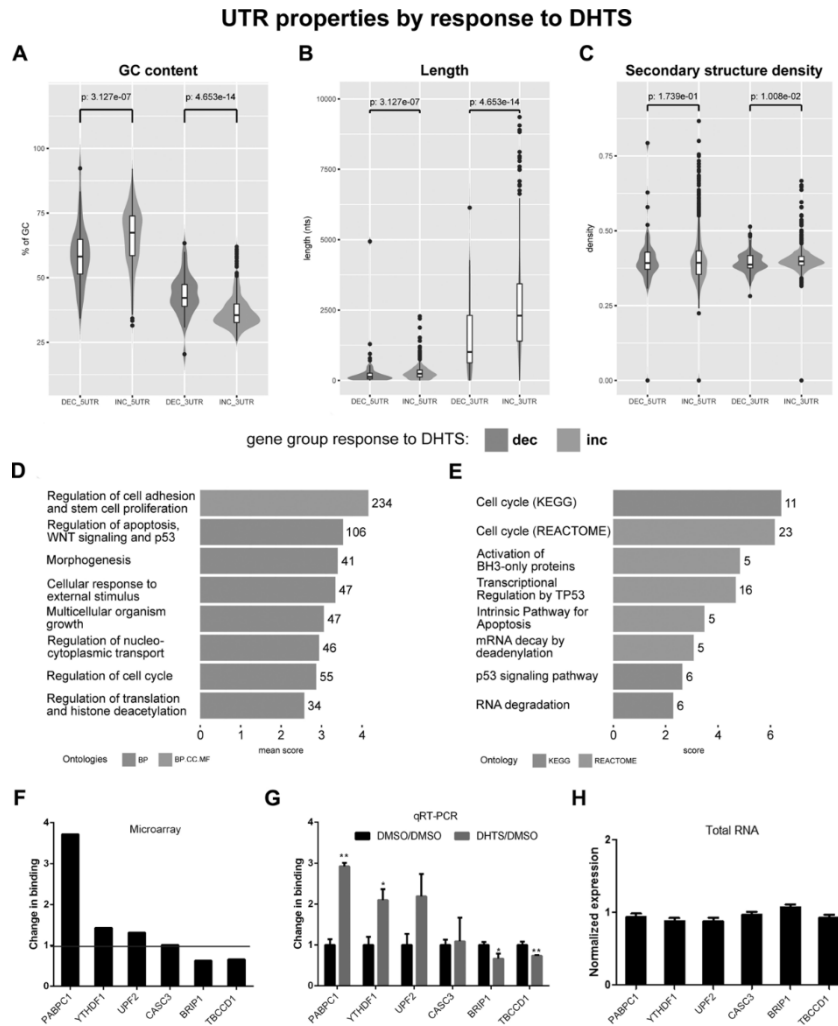 UTR properties by response to DHTS
A
GC content
p: 3.127e-07
p: 4.653e-14
100
75
50
25
% of GC
DEC_5UTR
INC_5UTR
DEC_3UTR
INC_3UTR
B
Length
p: 3.127e-07
p: 4.653e-14
10000
7500
5000
2500
0
length (nts)
DEC_5UTR
INC_5UTR
DEC_3UTR
INC_3UTR
C
Secondary structure density
p: 1.739e-01
p: 1.008e-02
0.75
0.50
0.25
0.00
density
DEC_5UTR
INC_5UTR
DEC_3UTR
INC_3UTR
gene group response to DHTS: dec inc
D
Regulation of cell adhesion
and stem cell proliferation
234
Regulation of apoptosis,
WNT signaling and p53
106
Morphogenesis
41
Cellular response to
external stimulus
47
Multicellular organism
growth
47
Regulation of nucleo-
cytoplasmic transport
46
Regulation of cell cycle
55
Regulation of translation
and histone deacetylation
34
0 1 2 3 4
mean score
Ontologies BP BP CC MF
E
Cell cycle (KEGG)
11
Cell cycle (REACTOME)
23
Activation of
BH3-only proteins
5
Transcriptional
Regulation by TP53
16
Intrinsic Pathway for
Apoptosis
5
mRNA decay by
deadenylation
5
p53 signaling pathway
6
RNA degradation
6
0 2 4 6
score
Ontology KEGG REACTOME
F
Microarray
Change in binding
4
3
2
1
0
PABPC1
YTHDF1
UPF2
CASC3
BRIP1
TBCCD1
G
qRT-PCR
DMSO/DMSO DHTS/DMSO
Change in binding
4
3
2
1
0
**
*
*
**
PABPC1
YTHDF1
UPF2
CASC3
BRIP1
TBCCD1
H
Total RNA
Normalized expression
2
1
0
PABPC1
YTHDF1
UPF2
CASC3
BRIP1
TBCCD1